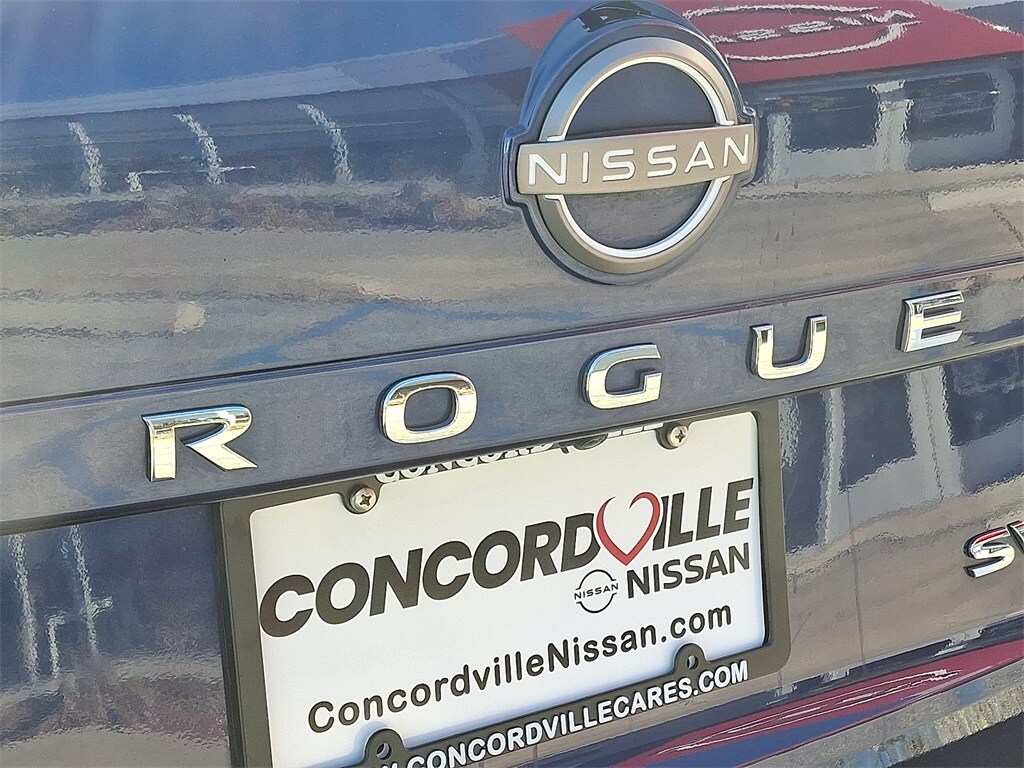 NISSAN
ROGUE
CONCORDVILLE
NISSAN NISSAN
ConcordvilleNissan.com
CONCORDVILLECARES.COM